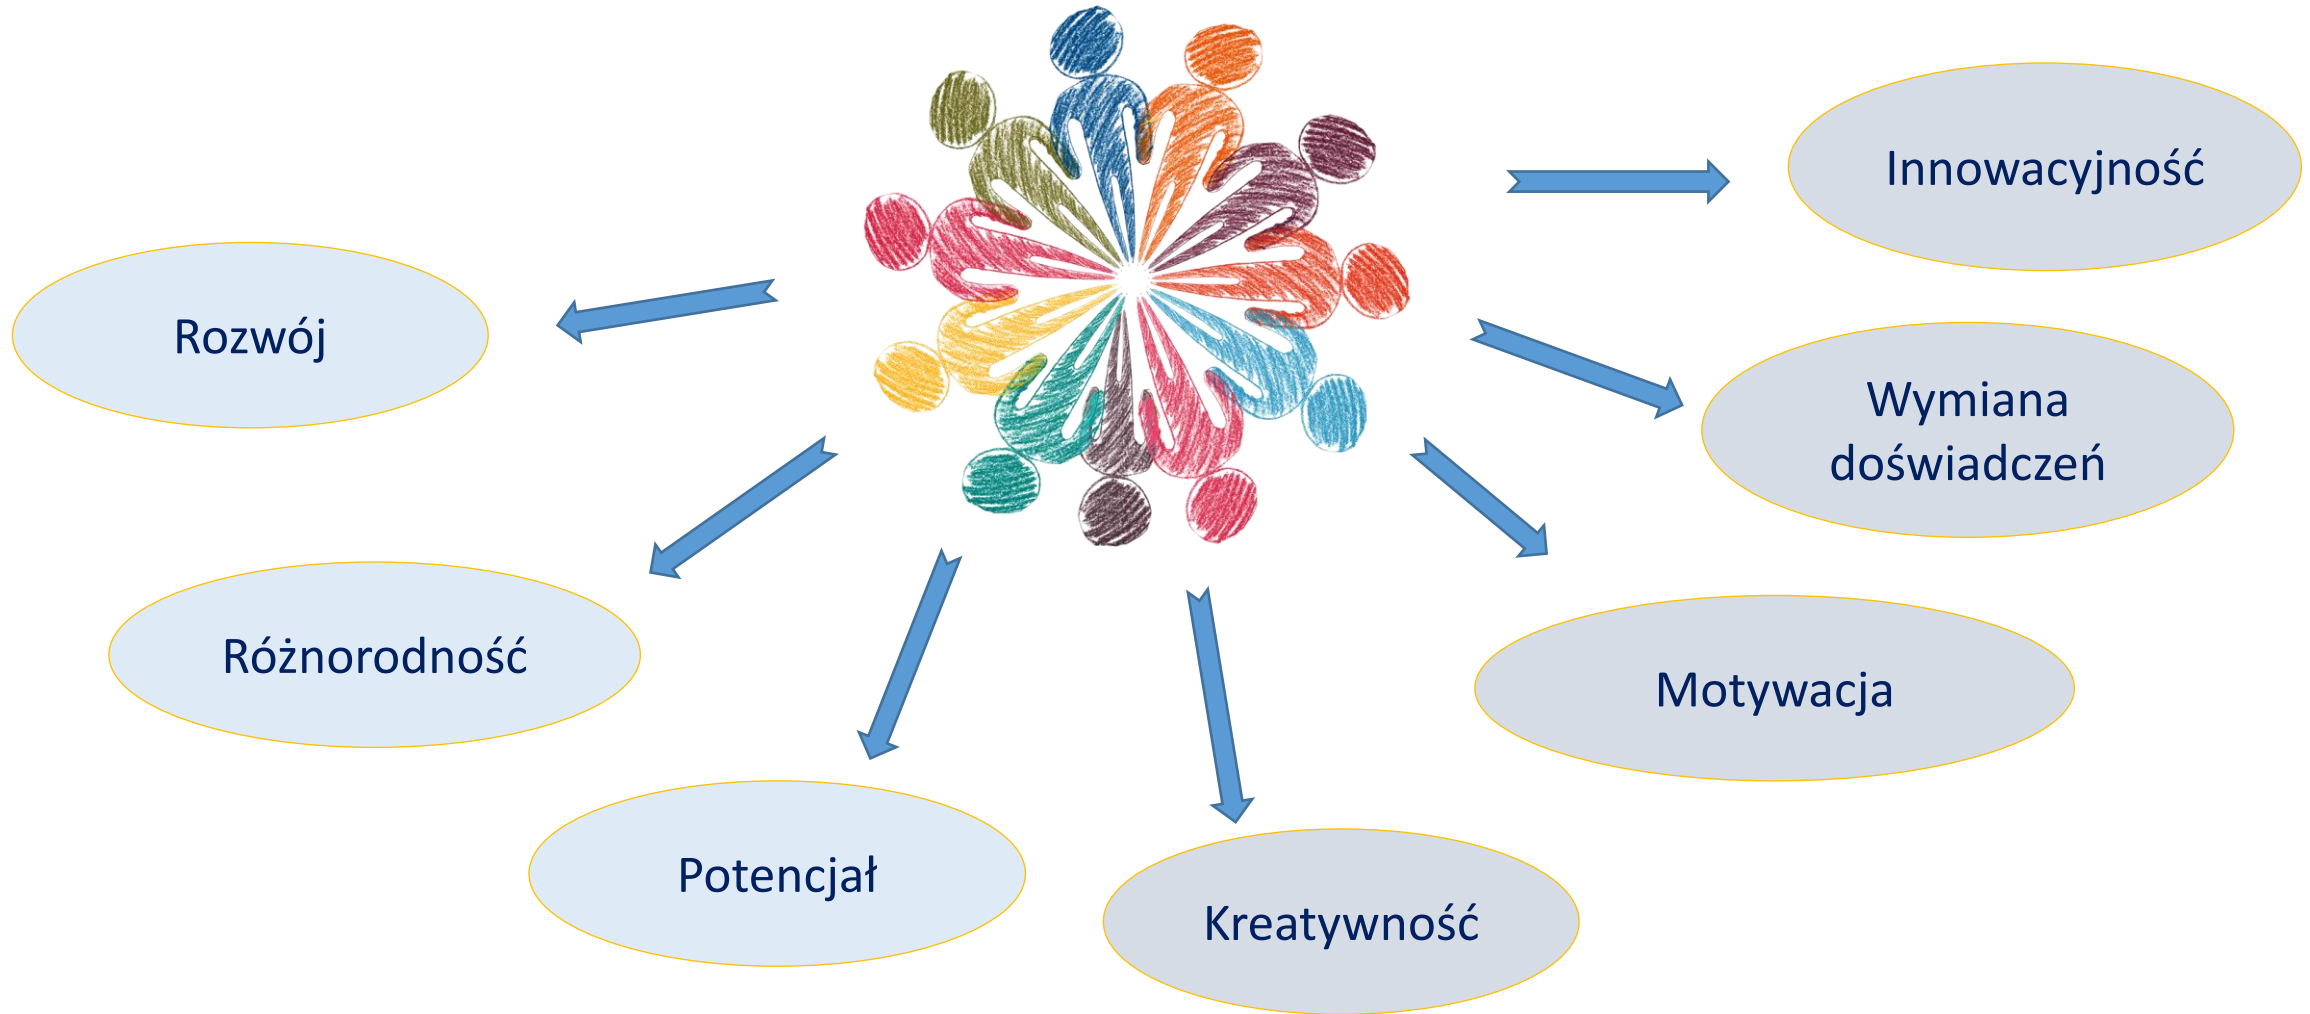 Innowacyjność
Rozwój
Wymiana
doświadczeń
Różnorodność
Motywacja
Potencjał
Kreatywność